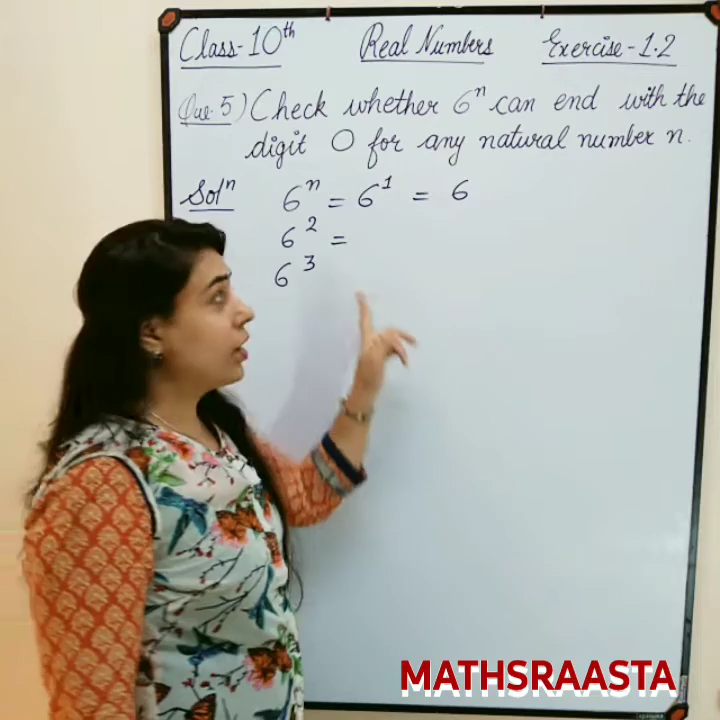 Class-10th Real Numbers Exercise-1.2
Que 5) Check whether 6ⁿ can end with the
digit 0 for any natural number n.
Solⁿ 6ⁿ = 6¹ = 6
6² =
6³
MATHSRAASTA